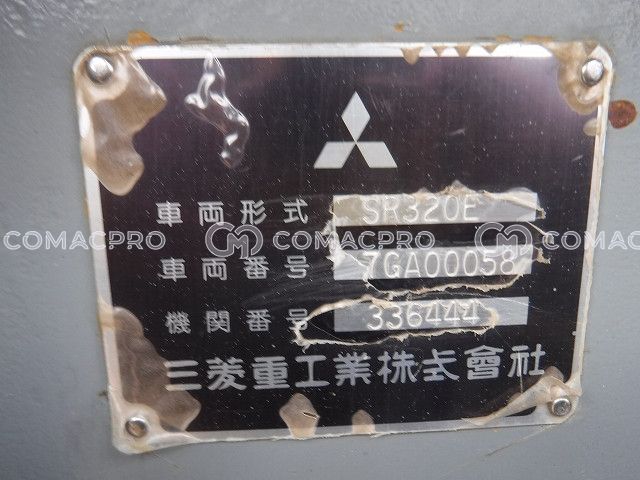 車両形式 SR320E
COMACPRO COMACPRO COMACPRO
車両番号 7GA00058
機関番号 336444
三菱重工業株式會社